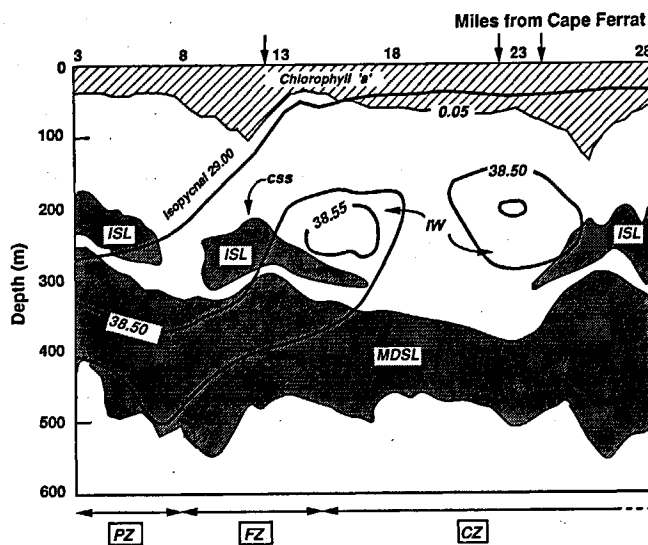 Miles from Cape Ferrat
3 8 13 18 23 28
0
Chlorophyll 'a'
0.05
100
Isopycnal 29.00
css
38.50
200
ISL
ISL
38.55
IW
ISL
Depth (m)
300
38.50
MDSL
400
500
600
PZ FZ CZ